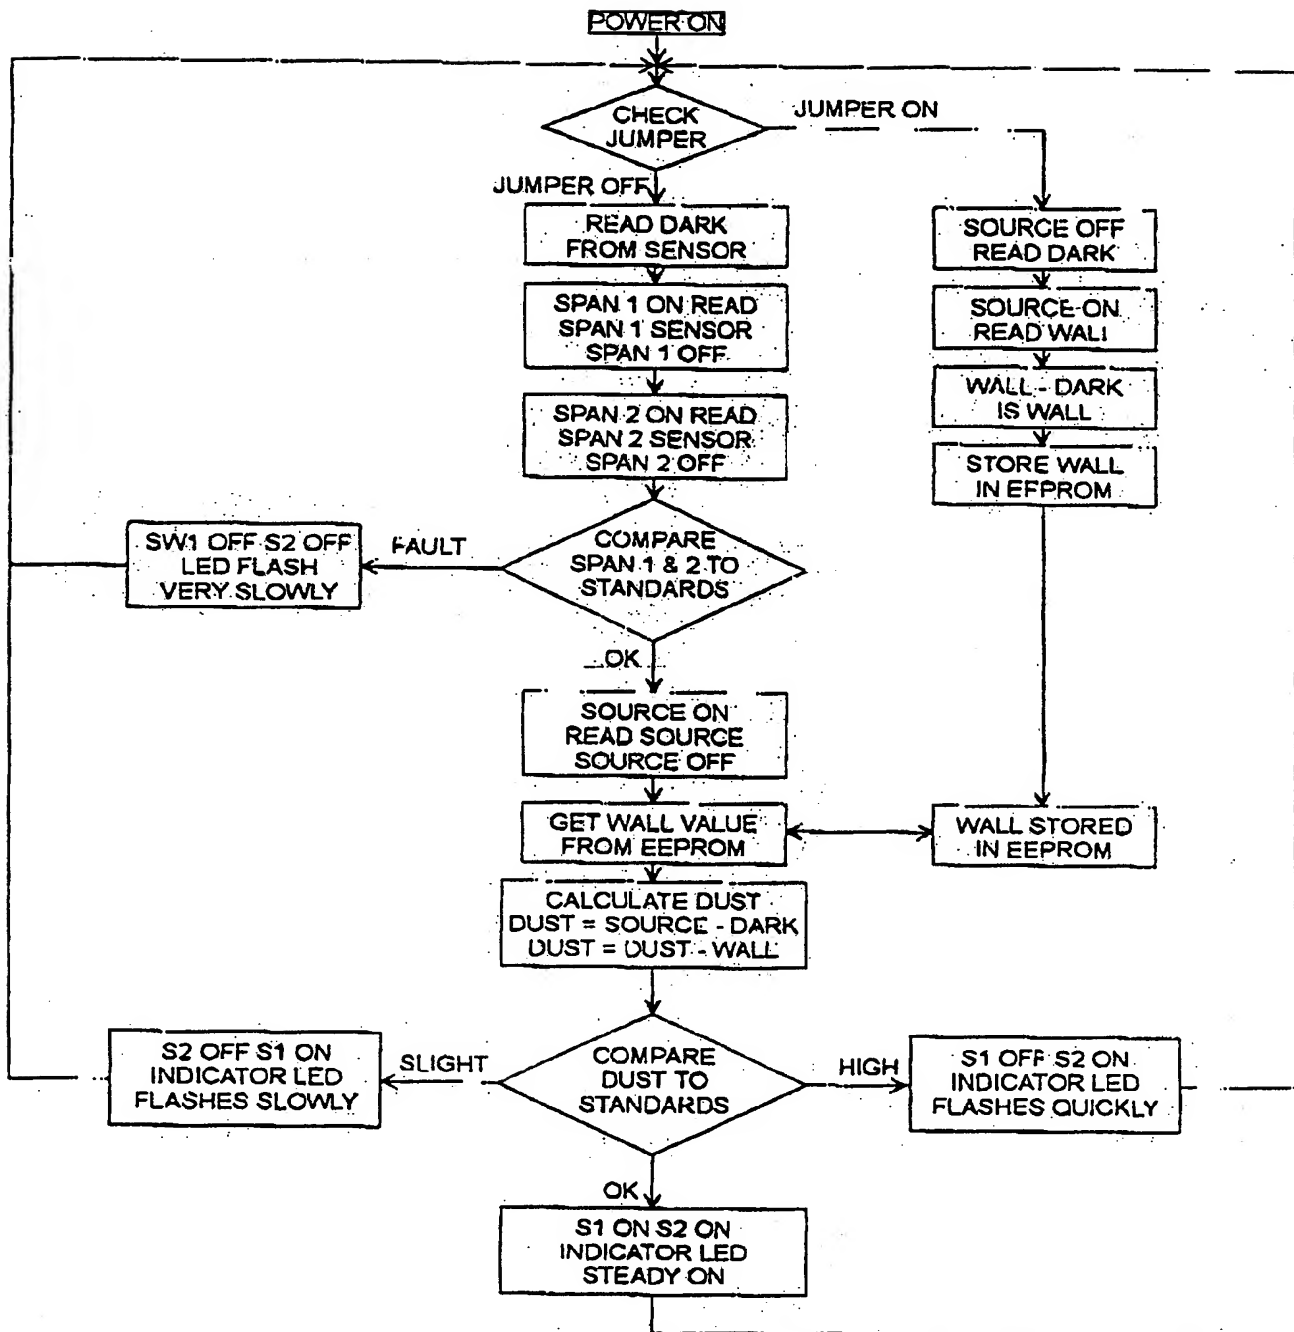 POWER ON
CHECK
JUMPER
JUMPER ON
JUMPER OFF
READ DARK
FROM SENSOR
SOURCE OFF
READ DARK
SPAN 1 ON READ
SPAN 1 SENSOR
SPAN 1 OFF
SOURCE ON
READ WALL
WALL - DARK
IS WALL
SPAN 2 ON READ
SPAN 2 SENSOR
SPAN 2 OFF
STORE WALL
IN EFPROM
SW1 OFF S2 OFF
LED FLASH
VERY SLOWLY
FAULT
COMPARE
SPAN 1 & 2 TO
STANDARDS
OK
SOURCE ON
READ SOURCE
SOURCE OFF
GET WALL VALUE
FROM EEPROM
WALL STORED
IN EEPROM
CALCULATE DUST
DUST = SOURCE - DARK
DUST = DUST - WALL
S2 OFF S1 ON
INDICATOR LED
FLASHES SLOWLY
SLIGHT
COMPARE
DUST TO
STANDARDS
HIGH
S1 OFF S2 ON
INDICATOR LED
FLASHES QUICKLY
OK
S1 ON S2 ON
INDICATOR LED
STEADY ON